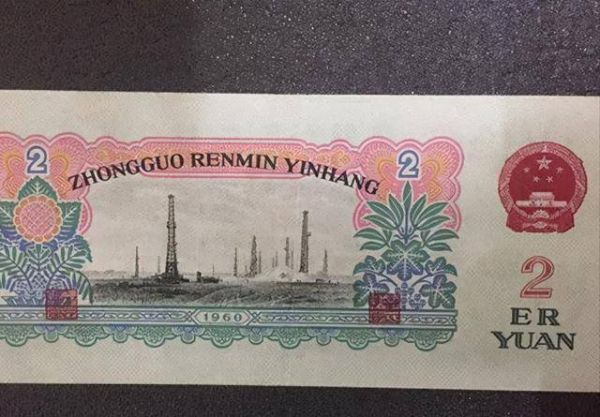 2
ZHONGGUO RENMIN YINHANG
2
1960
2
ER
YUAN